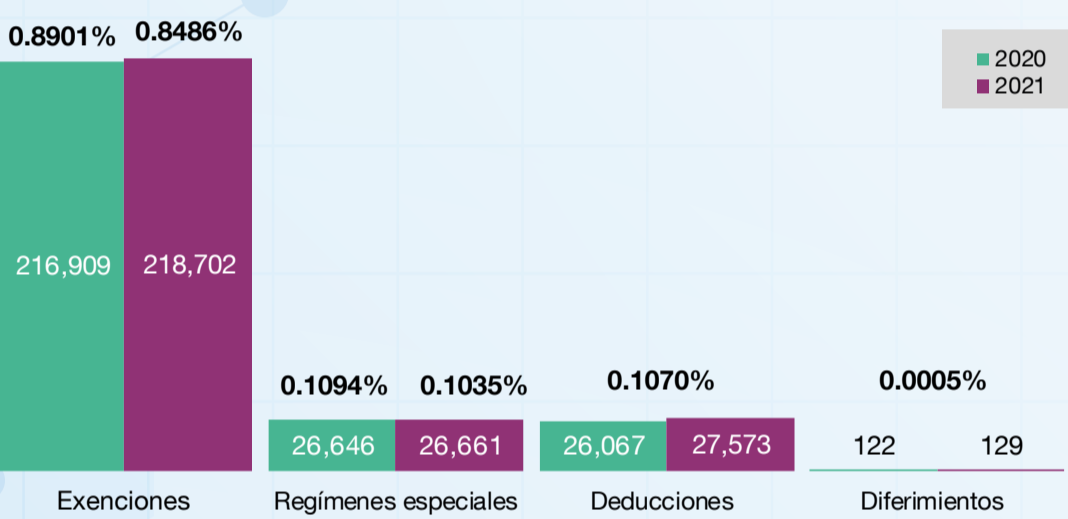 0.8901% 0.8486%
2020
2021
216,909 218,702
0.1094% 0.1035% 0.1070% 0.0005%
26,646 26,661 26,067 27,573 122 129
Exenciones Regímenes especiales Deducciones Diferimientos